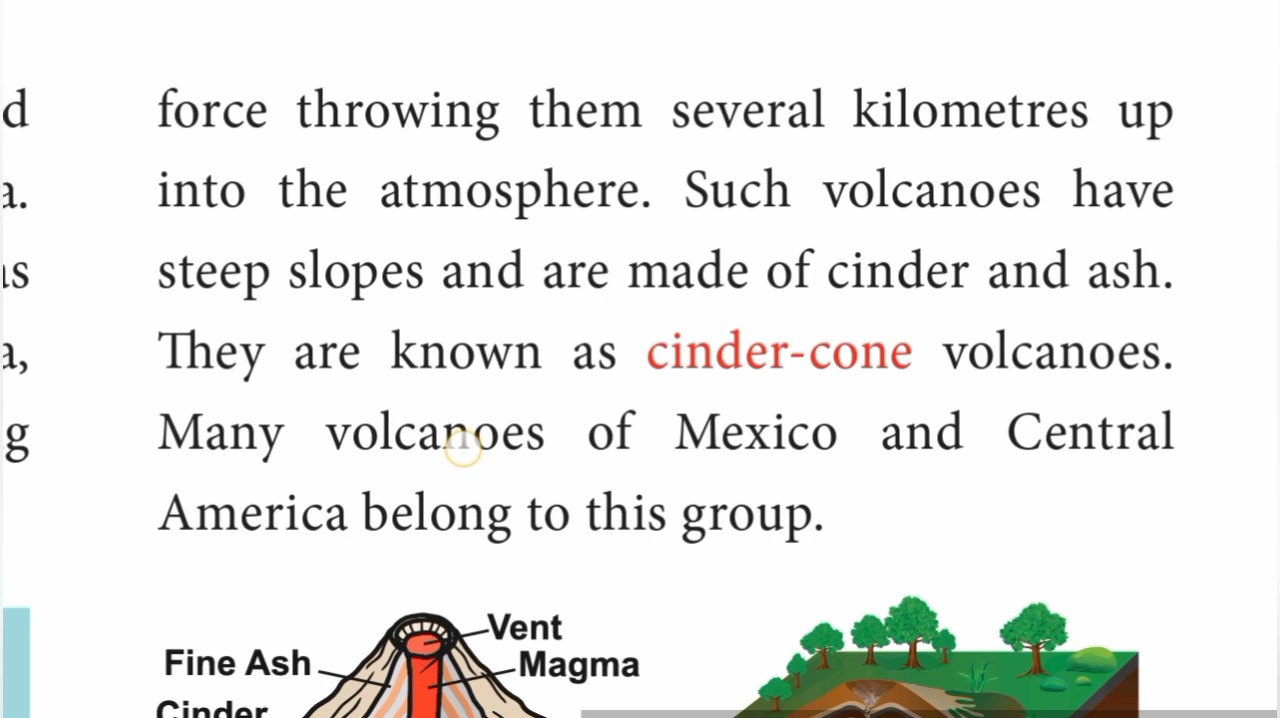 d
a.
as
a,
g
force throwing them several kilometres up
into the atmosphere. Such volcanoes have
steep slopes and are made of cinder and ash.
They are known as cinder-cone volcanoes.
Many volcanoes of Mexico and Central
America belong to this group.
Vent
Fine Ash
Magma
Cinder